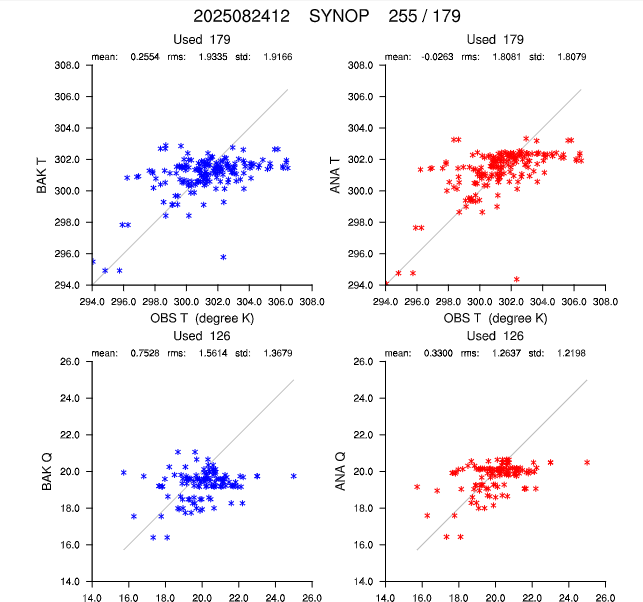 2025082412 SYNOP 255 / 179
Used 179
mean: 0.2554 rms: 1.9335 std: 1.9166
308.0
306.0
304.0
302.0
300.0
298.0
296.0
294.0
BAK T
294.0 296.0 298.0 300.0 302.0 304.0 306.0 308.0
OBS T (degree K)
Used 179
mean: -0.0263 rms: 1.8081 std: 1.8079
308.0
306.0
304.0
302.0
300.0
298.0
296.0
294.0
ANA T
294.0 296.0 298.0 300.0 302.0 304.0 306.0 308.0
OBS T (degree K)
Used 126
mean: 0.7528 rms: 1.5614 std: 1.3679
26.0
24.0
22.0
20.0
18.0
16.0
14.0
BAK Q
14.0 16.0 18.0 20.0 22.0 24.0 26.0
Used 126
mean: 0.3300 rms: 1.2637 std: 1.2198
26.0
24.0
22.0
20.0
18.0
16.0
14.0
ANA Q
14.0 16.0 18.0 20.0 22.0 24.0 26.0